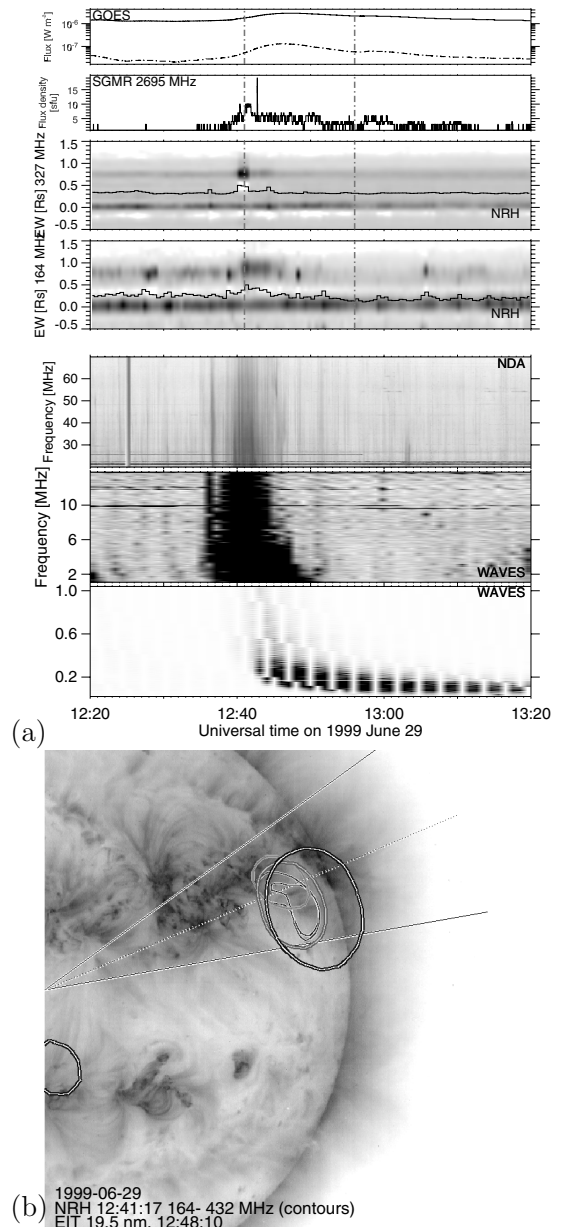 GOES
Flux [W m-2]
10-6
10-7
SGMR 2695 MHz
Flux density
[sfu]
15
10
5
EW [Rs] 327 MHz
1.5
1.0
0.5
0.0
-0.5
NRH
EW [Rs] 164 MHz
1.5
1.0
0.5
0.0
-0.5
NRH
NDA
Frequency [MHz]
60
50
40
30
Frequency [MHz]
10
6
2
WAVES
WAVES
1.0
0.6
0.2
12:20 12:40 13:00 13:20
Universal time on 1999 June 29
(a)
(b)
1999-06-29
NRH 12:41:17 164- 432 MHz (contours)
EIT 19.5 nm, 12:48:10